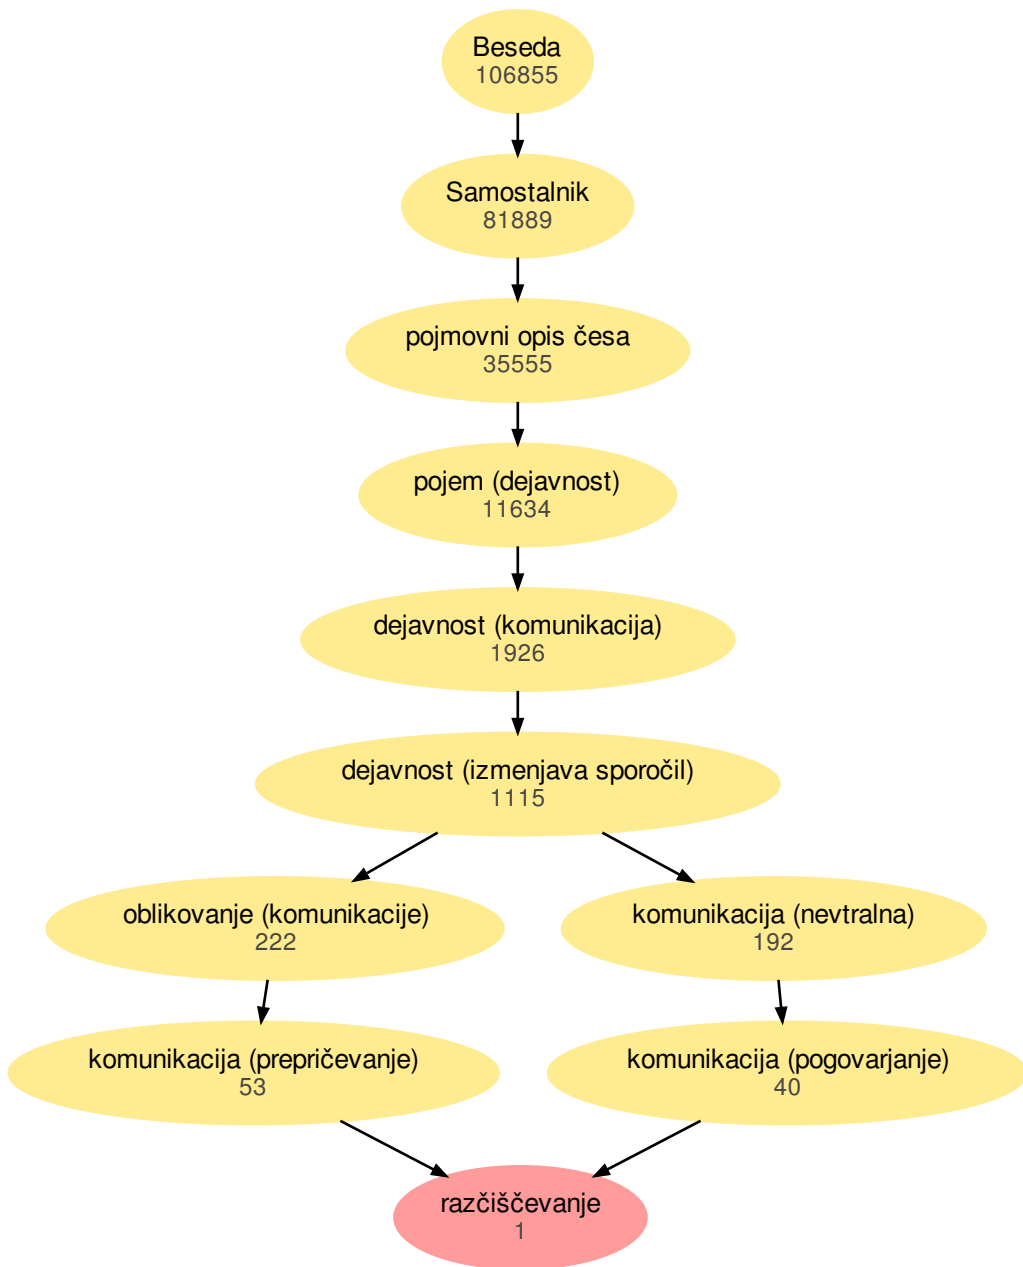 Beseda
106855
Samostalnik
81889
pojmovni opis česa
35555
pojem (dejavnost)
11634
dejavnost (komunikacija)
1926
dejavnost (izmenjava sporočil)
1115
oblikovanje (komunikacije)
222
komunikacija (nevtralna)
192
komunikacija (prepričevanje)
53
komunikacija (pogovarjanje)
40
razčiščevanje
1